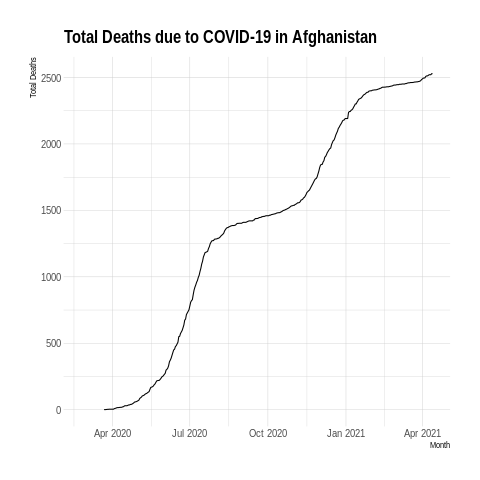 Total Deaths due to COVID-19 in Afghanistan
Total Deaths
2500
2000
1500
1000
500
0
Apr 2020
Jul 2020
Oct 2020
Jan 2021
Apr 2021
Month